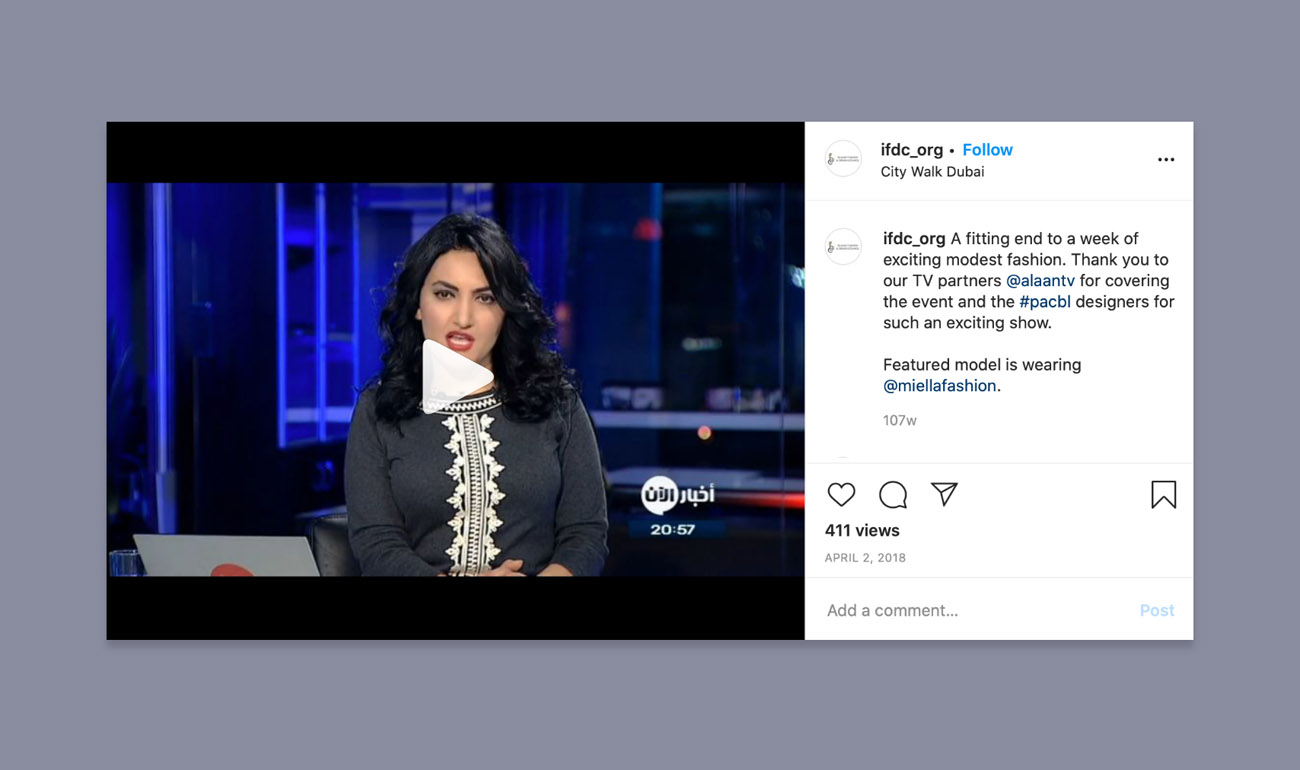 أخبار الآن
20:57
ifdc_org • Follow
City Walk Dubai
ifdc_org A fitting end to a week of
exciting modest fashion. Thank you to
our TV partners @alaantv for covering
the event and the #pacbl designers for
such an exciting show.
Featured model is wearing
@miellafashion.
107w
411 views
APRIL 2, 2018
Add a comment...
Post